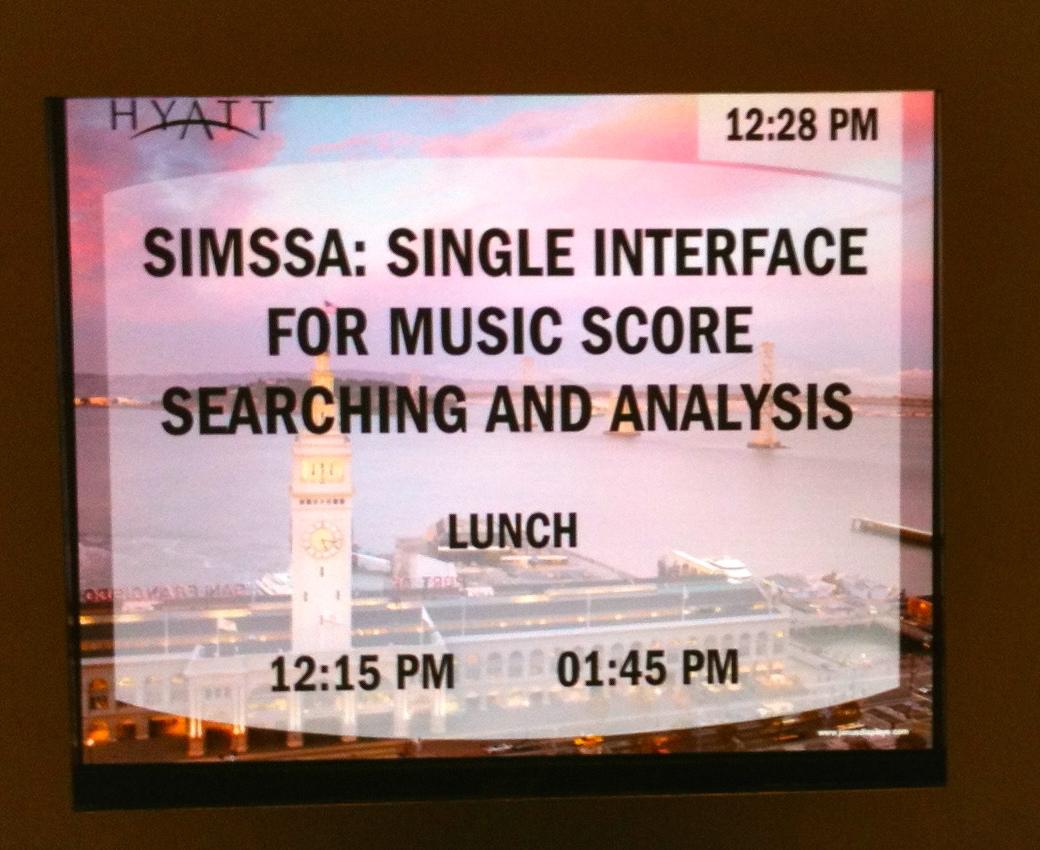 HYATT
12:28 PM
SIMSSA: SINGLE INTERFACE
FOR MUSIC SCORE
SEARCHING AND ANALYSIS
LUNCH
12:15 PM 01:45 PM